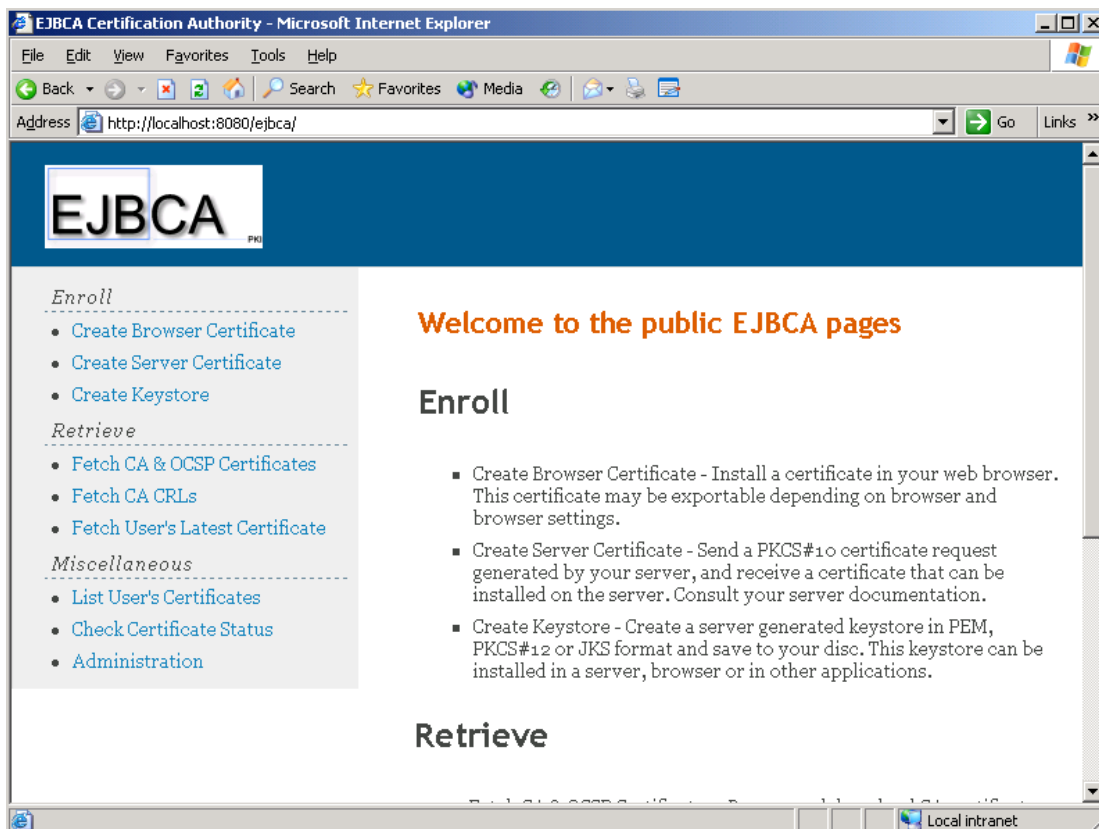 EJBCA Certification Authority - Microsoft Internet Explorer
File Edit View Favorites Tools Help
Back Search Favorites Media
Address http://localhost:8080/ejbca/ Go Links »
EJBCA
PKI
Enroll
Create Browser Certificate
Create Server Certificate
Create Keystore
Retrieve
Fetch CA & OCSP Certificates
Fetch CA CRLs
Fetch User's Latest Certificate
Miscellaneous
List User's Certificates
Check Certificate Status
Administration
Welcome to the public EJBCA pages
Enroll
Create Browser Certificate - Install a certificate in your web browser.
This certificate may be exportable depending on browser and
browser settings.
Create Server Certificate - Send a PKCS#10 certificate request
generated by your server, and receive a certificate that can be
installed on the server. Consult your server documentation.
Create Keystore - Create a server generated keystore in PEM,
PKCS#12 or JKS format and save to your disc. This keystore can be
installed in a server, browser or in other applications.
Retrieve
Local intranet